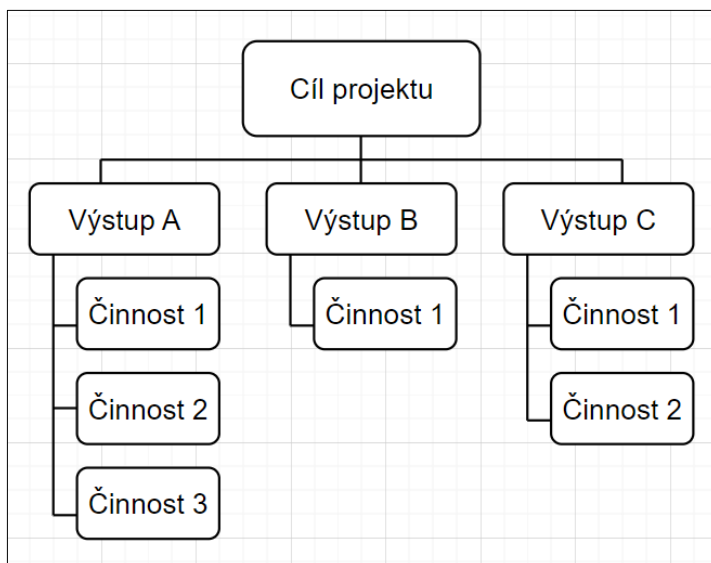 Cíl projektu
Výstup A
Výstup B
Výstup C
Činnost 1
Činnost 1
Činnost 1
Činnost 2
Činnost 2
Činnost 3